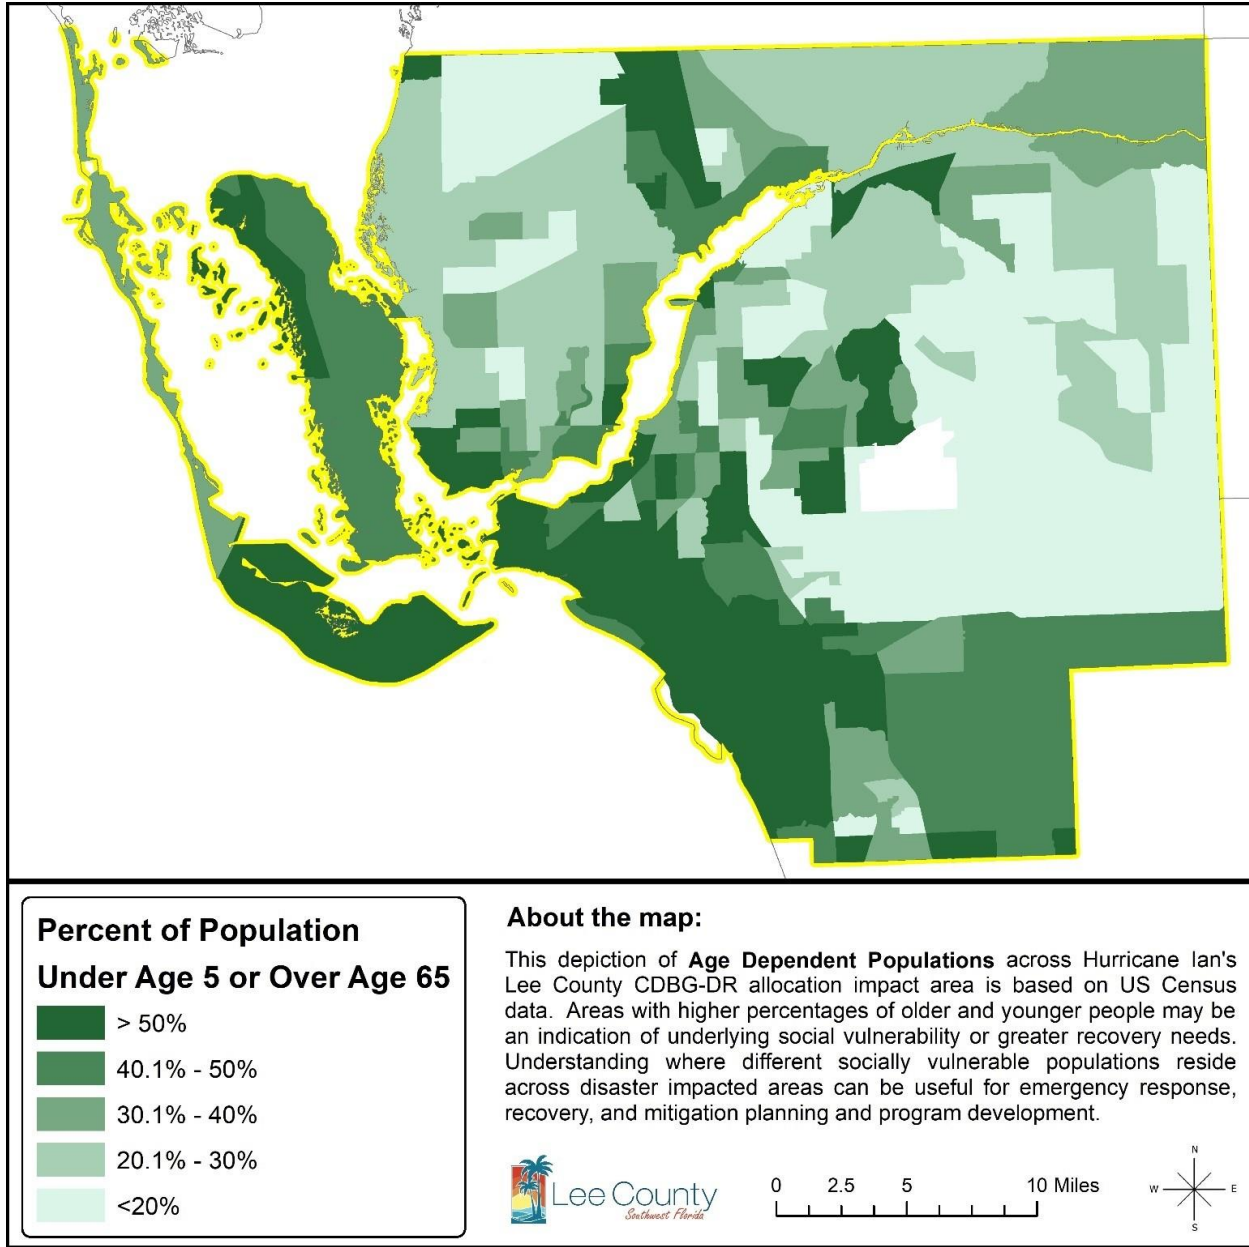 Percent of Population
Under Age 5 or Over Age 65
> 50%
40.1% - 50%
30.1% - 40%
20.1% - 30%
<20%
About the map:
This depiction of Age Dependent Populations across Hurricane Ian's
Lee County CDBG-DR allocation impact area is based on US Census
data. Areas with higher percentages of older and younger people may be
an indication of underlying social vulnerability or greater recovery needs.
Understanding where different socially vulnerable populations reside
across disaster impacted areas can be useful for emergency response,
recovery, and mitigation planning and program development.
Lee County
Southwest Florida
0 2.5 5 10 Miles
N
W E
S